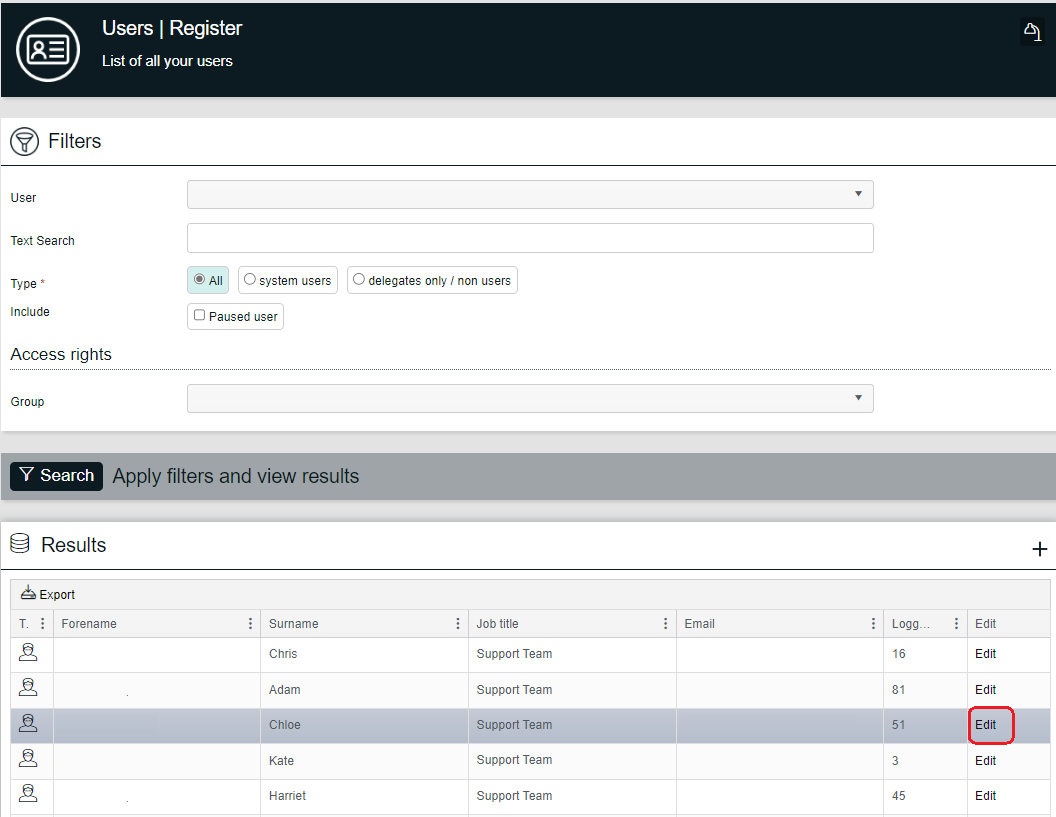 Users | Register
List of all your users
Filters
User
Text Search
Type *
All system users delegates only / non users
Include
Paused user
Access rights
Group
Search Apply filters and view results
Results
Export
T. Forename Surname Job title Email Logg... Edit
Chris Support Team 16 Edit
Adam Support Team 81 Edit
Chloe Support Team 51 Edit
Kate Support Team 3 Edit
Harriet Support Team 45 Edit